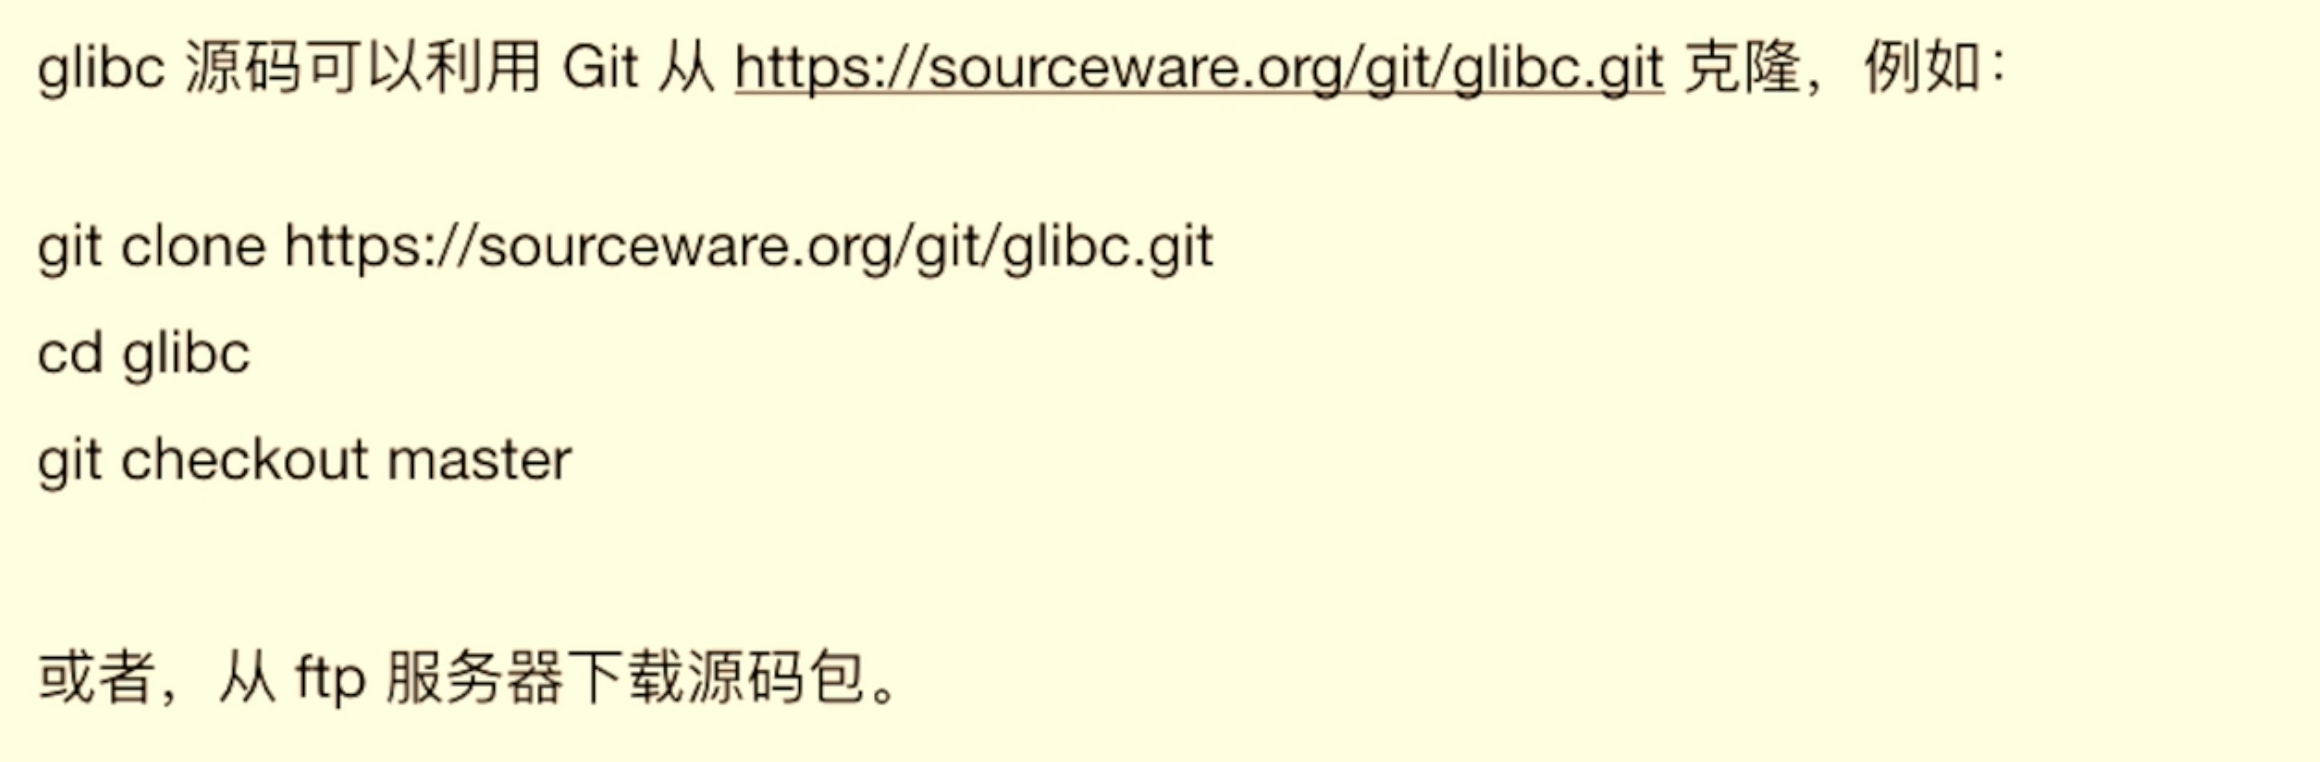 glibc 源码可以利用 Git 从 https://sourceware.org/git/glibc.git 克隆，例如：
git clone https://sourceware.org/git/glibc.git
cd glibc
git checkout master
或者，从 ftp 服务器下载源码包。